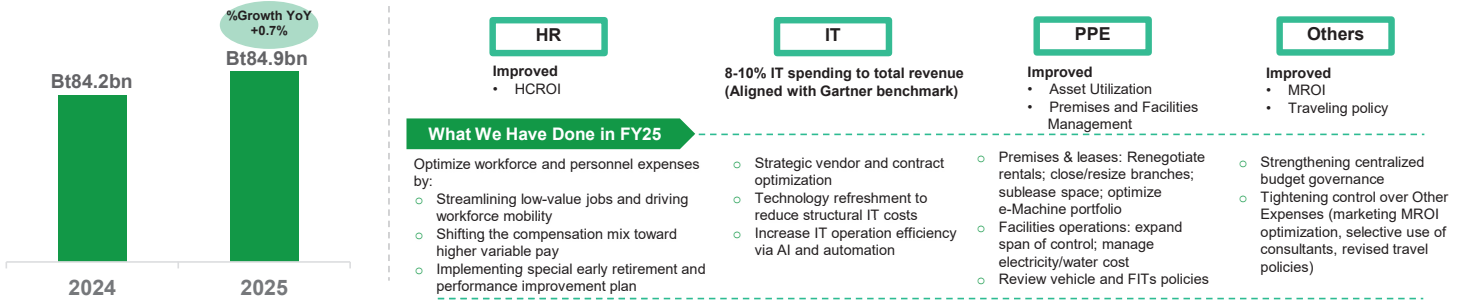 %Growth YoY
+0.7%
Bt84.2bn
Bt84.9bn
2024
2025
HR
Improved
• HCROI
IT
8-10% IT spending to total revenue
(Aligned with Gartner benchmark)
PPE
Improved
• Asset Utilization
• Premises and Facilities
Management
Others
Improved
• MROI
• Traveling policy
What We Have Done in FY25
Optimize workforce and personnel expenses
by:
○ Streamlining low-value jobs and driving
workforce mobility
○ Shifting the compensation mix toward
higher variable pay
○ Implementing special early retirement and
performance improvement plan
○ Strategic vendor and contract
optimization
○ Technology refreshment to
reduce structural IT costs
○ Increase IT operation efficiency
via AI and automation
○ Premises & leases: Renegotiate
rentals; close/resize branches;
sublease space; optimize
e-Machine portfolio
○ Facilities operations: expand
span of control; manage
electricity/water cost
○ Review vehicle and FITs policies
○ Strengthening centralized
budget governance
○ Tightening control over Other
Expenses (marketing MROI
optimization, selective use of
consultants, revised travel
policies)